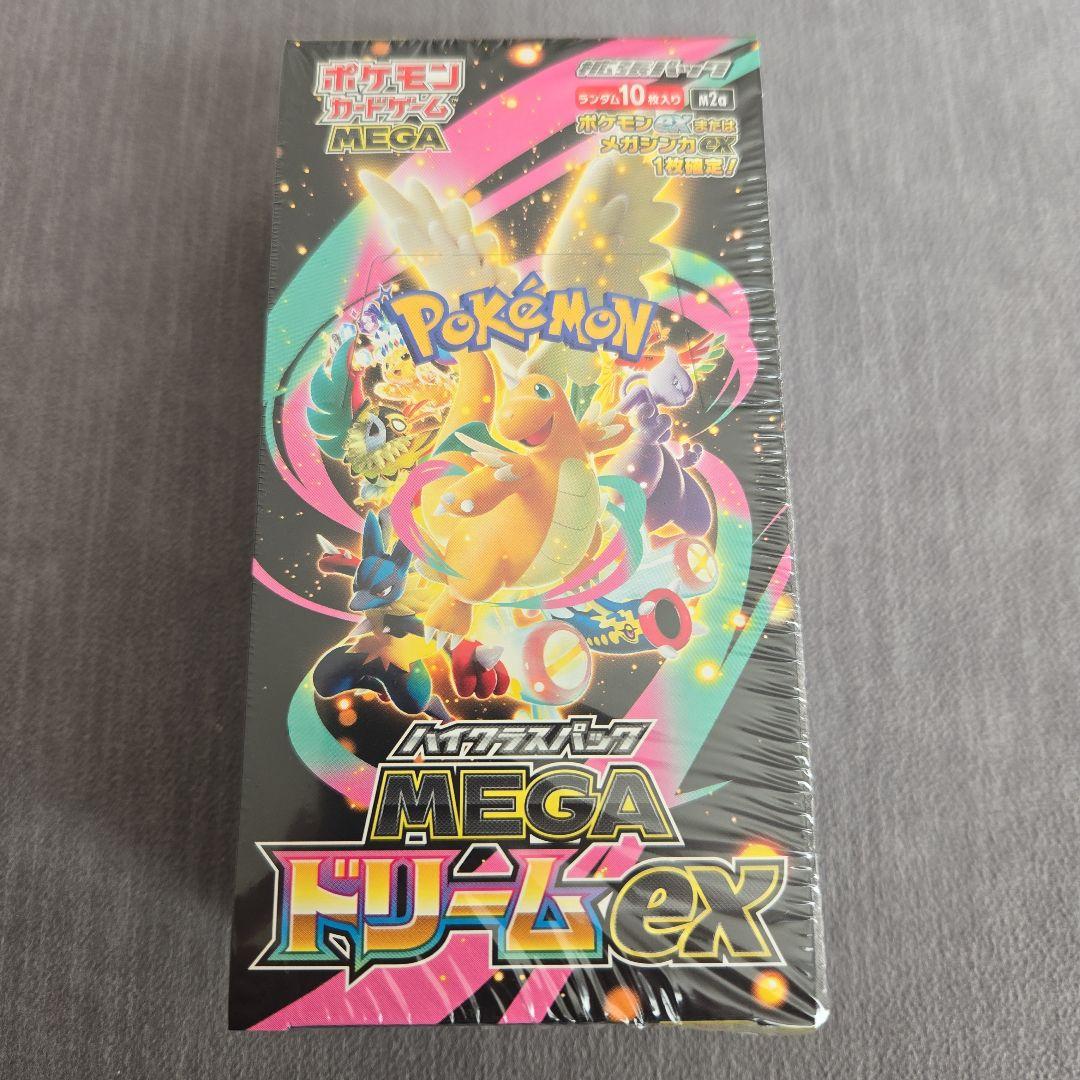 ポケモン
カードゲーム
MEGA
拡張パック
ランダム10枚入り M2a
ポケモンexまたは
メガシンカex
1枚確定!
POKéMON
ハイクラスパック
MEGA
ドリームex